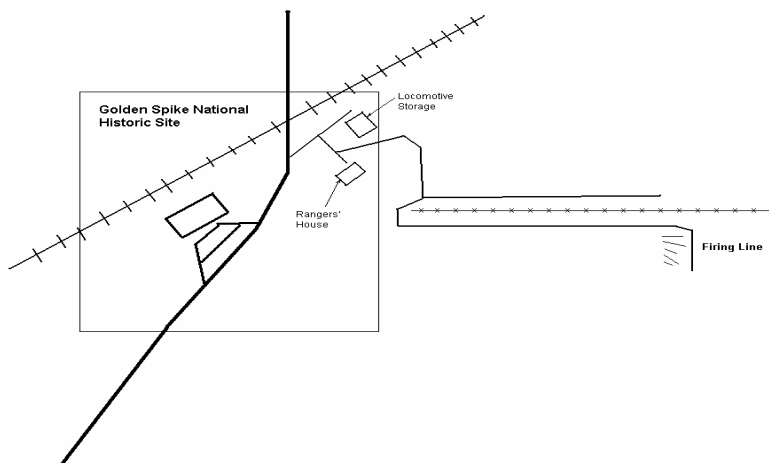 Golden Spike National
Historic Site
Locomotive
Storage
Rangers'
House
Firing Line